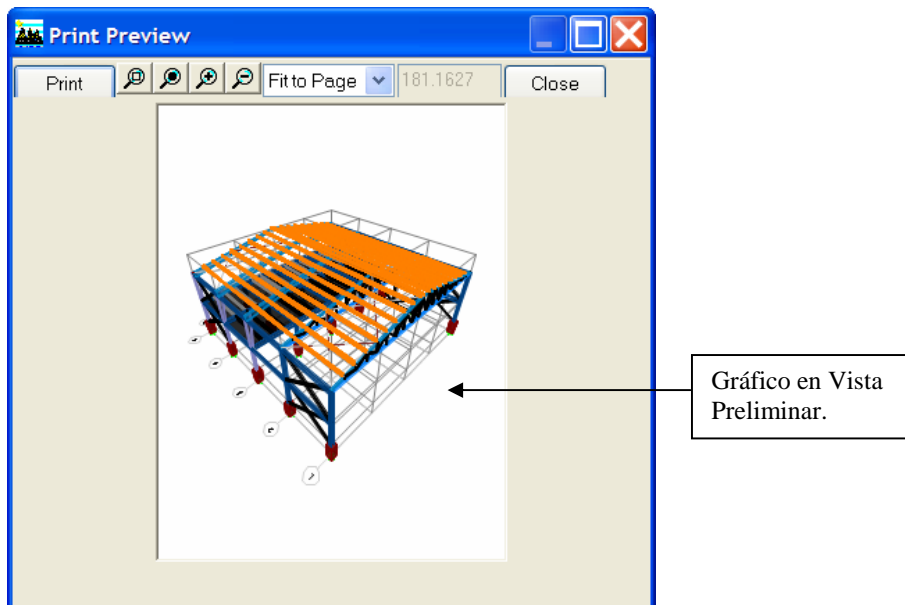 Print Preview
Print
Fit to Page
181.1627
Close
Gráfico en Vista
Preliminar.